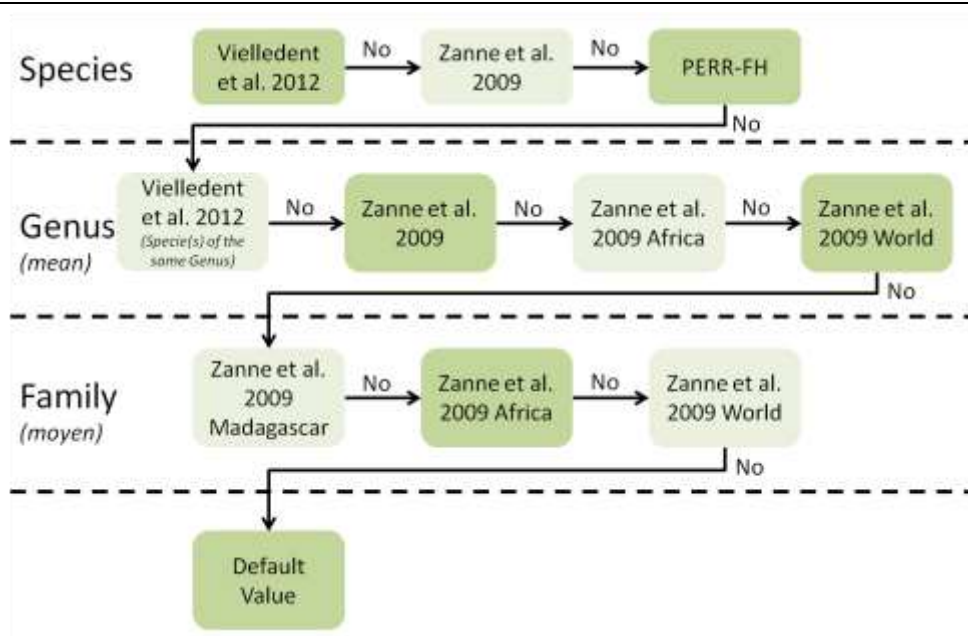 Species
Vielledent
et al. 2012
No
Zanne et al.
2009
No
PERR-FH
No
Genus
(mean)
Vielledent
et al. 2012
(Specie(s) of the
same Genus)
No
Zanne et al.
2009
No
Zanne et al.
2009 Africa
No
Zanne et al.
2009 World
No
Family
(moyen)
Zanne et al.
2009
Madagascar
No
Zanne et al.
2009 Africa
No
Zanne et al.
2009 World
No
Default
Value